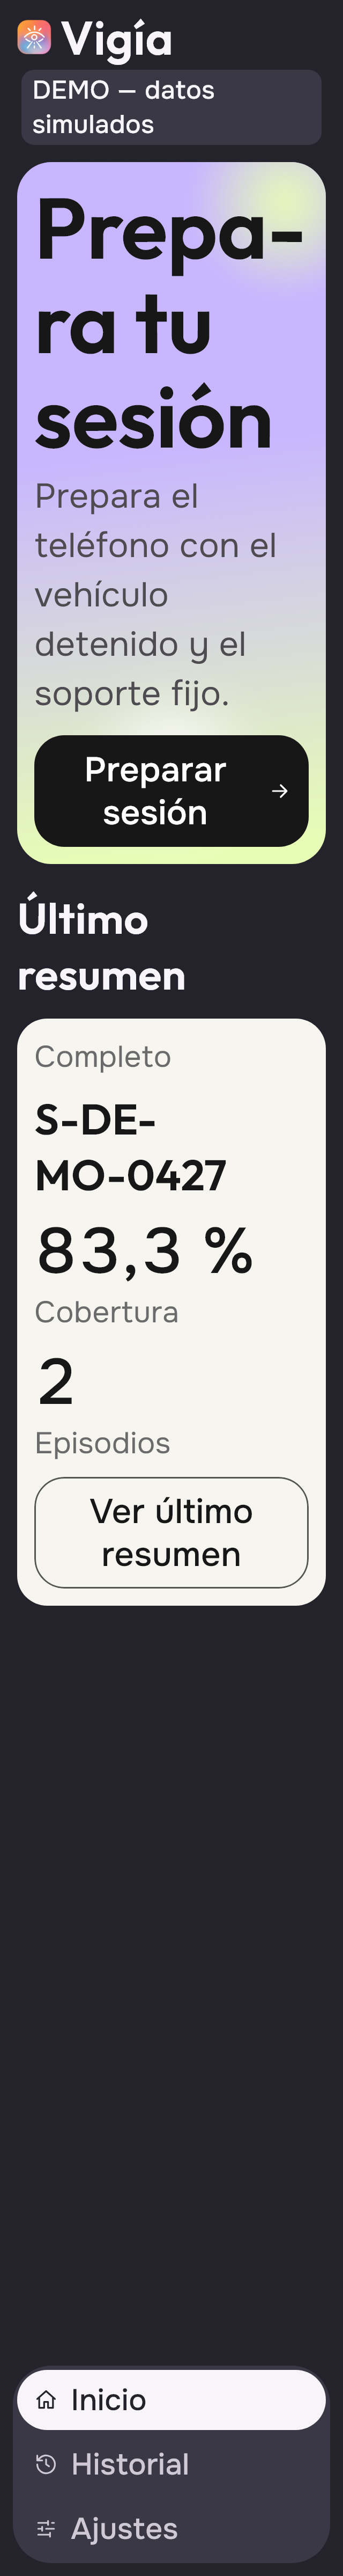 Vigía
DEMO — datos
simulados
Prepa-
ra tu
sesión
Prepara el
teléfono con el
vehículo
detenido y el
soporte fijo.
Preparar
sesión →
Último
resumen
Completo
S-DE-
MO-0427
83,3 %
Cobertura
2
Episodios
Ver último
resumen
Inicio
Historial
Ajustes